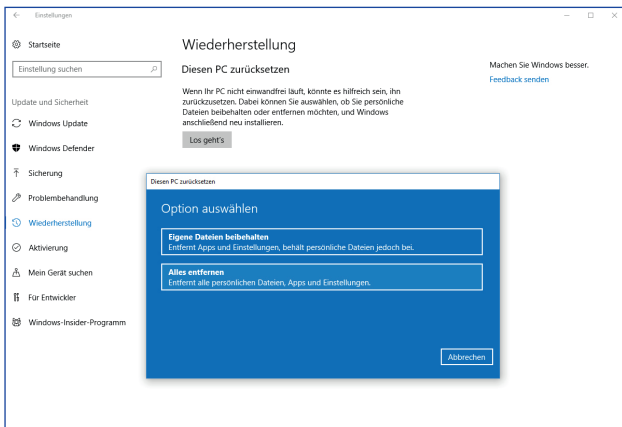 Einstellungen
Startseite
Einstellung suchen
Update und Sicherheit
Windows Update
Windows Defender
Sicherung
Problembehandlung
Wiederherstellung
Aktivierung
Mein Gerät suchen
Für Entwickler
Windows-Insider-Programm
Wiederherstellung
Diesen PC zurücksetzen
Wenn Ihr PC nicht einwandfrei läuft, könnte es hilfreich sein, ihn
zurückzusetzen. Dabei können Sie auswählen, ob Sie persönliche
Dateien beibehalten oder entfernen möchten, und Windows
anschließend neu installieren.
Los geht's
Machen Sie Windows besser.
Feedback senden
Diesen PC zurücksetzen
Option auswählen
Eigene Dateien beibehalten
Entfernt Apps und Einstellungen, behält persönliche Dateien jedoch bei.
Alles entfernen
Entfernt alle persönlichen Dateien, Apps und Einstellungen.
Abbrechen